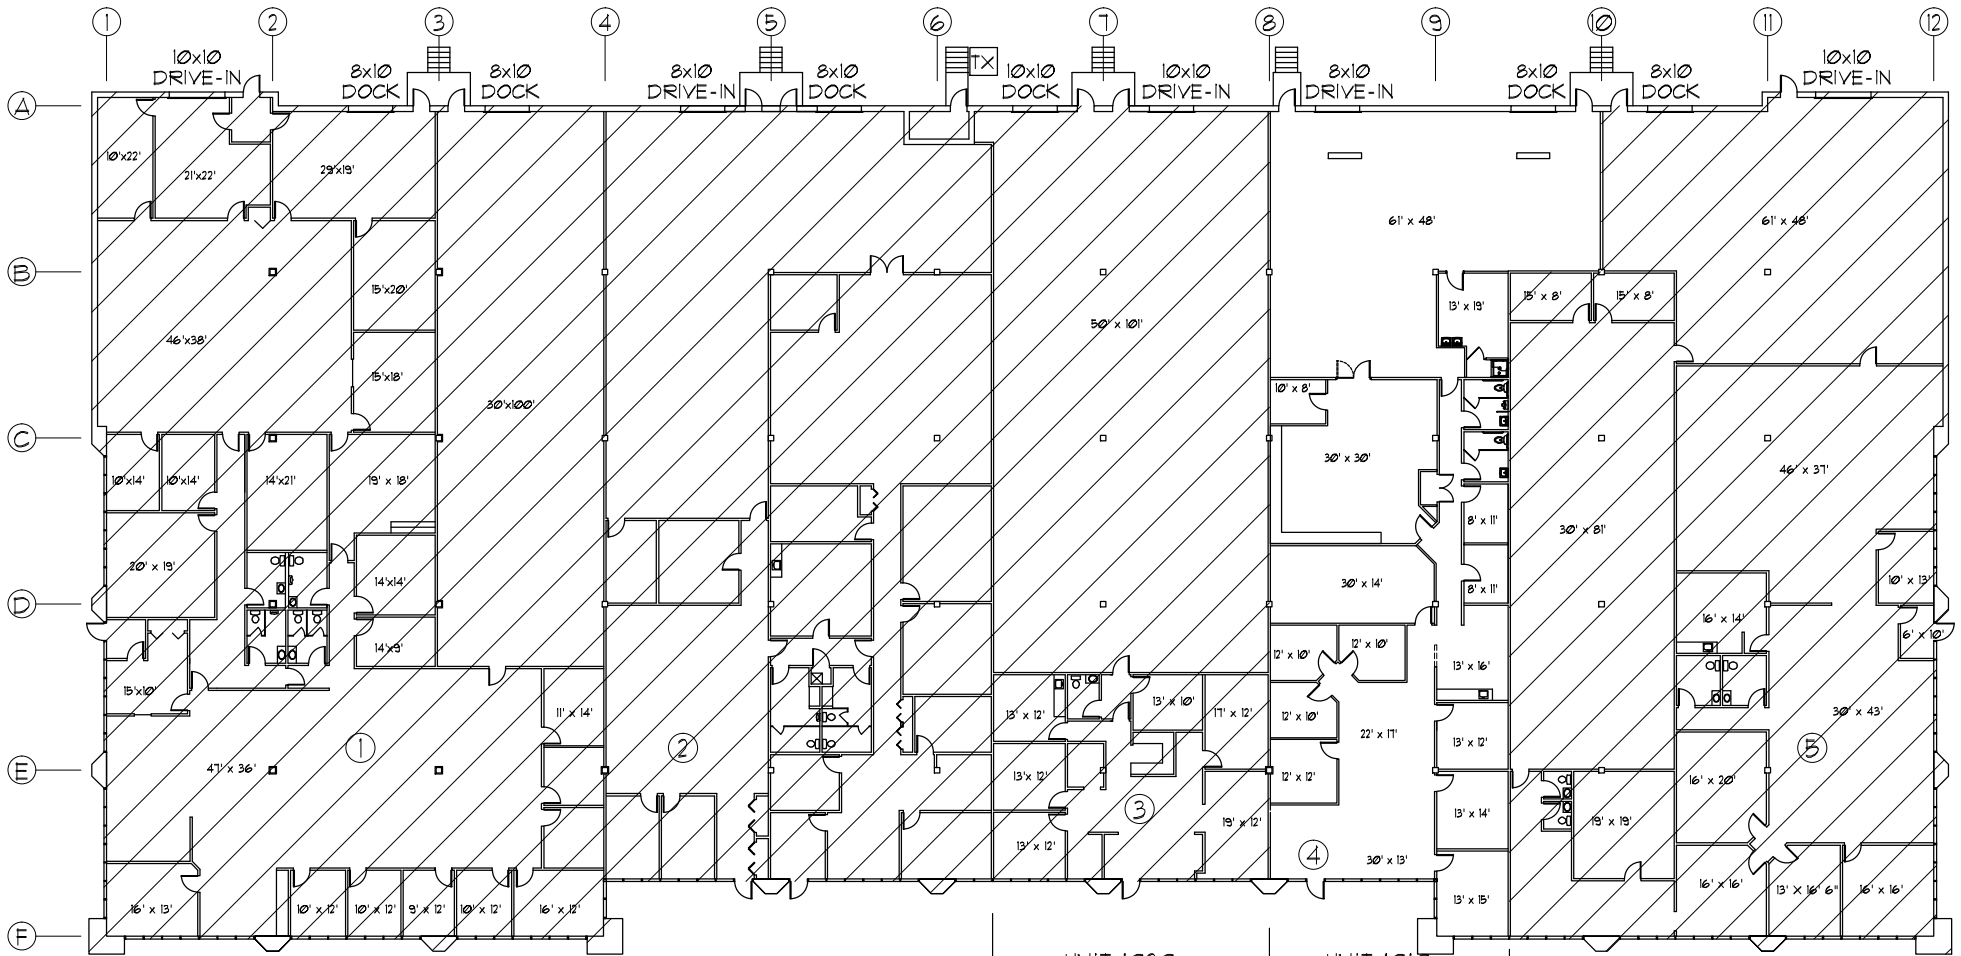 1 2 3 4 5 6 7 8 9 10 11 12
10x10
DRIVE-IN
8x10
DOCK
8x10
DOCK
8x10
DRIVE-IN
8x10
DOCK
TX
10x10
DOCK
10x10
DRIVE-IN
8x10
DRIVE-IN
8x10
DOCK
8x10
DOCK
10x10
DRIVE-IN
A
10'x22'
21'x22'
29'x19'
61' x 48'
61' x 48'
B
15'x20'
13' x 19'
15' x 8'
15' x 8'
50' x 101'
46'x38'
15'x18'
10' x 8'
30'x100'
C
30' x 30'
46' x 37'
10'x14'
10'x14'
14'x21'
19' x 18'
8' x 11'
30' x 81'
20' x 19'
14'x14'
30' x 14'
8' x 11'
10' x 13'
D
16' x 14'
6' x 10'
14'x9'
12' x 10'
12' x 10'
13' x 16'
15'x10'
11' x 14'
13' x 12'
13' x 10'
17' x 12'
12' x 10'
30' x 43'
22' x 17'
1
2
13' x 12'
5
E
47' x 36'
13'x 12'
12' x 12'
16' x 20'
3
19' x 12'
13' x 14'
19' x 19'
13' x 12'
4
30' x 13'
16' x 16'
13' X 16' 6"
16' x 16'
16' x 13'
10' x 12'
10' x 12'
9' x 12'
10' x 12'
16' x 12'
13' x 15'
F